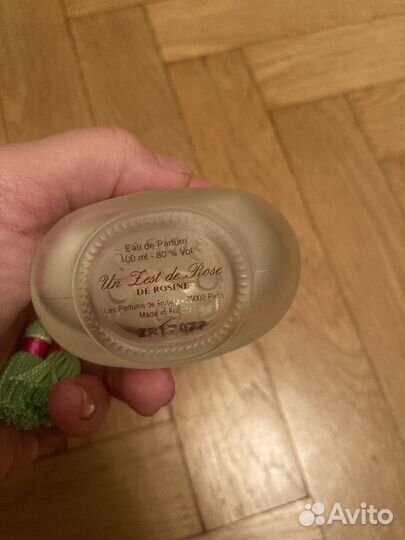 Eau de Parfum
100 ml - 80 % Vol
Un Zest de Rose
DE ROSINE
Les Parfums de Rosine - 75002 Paris
Made in France
Avito